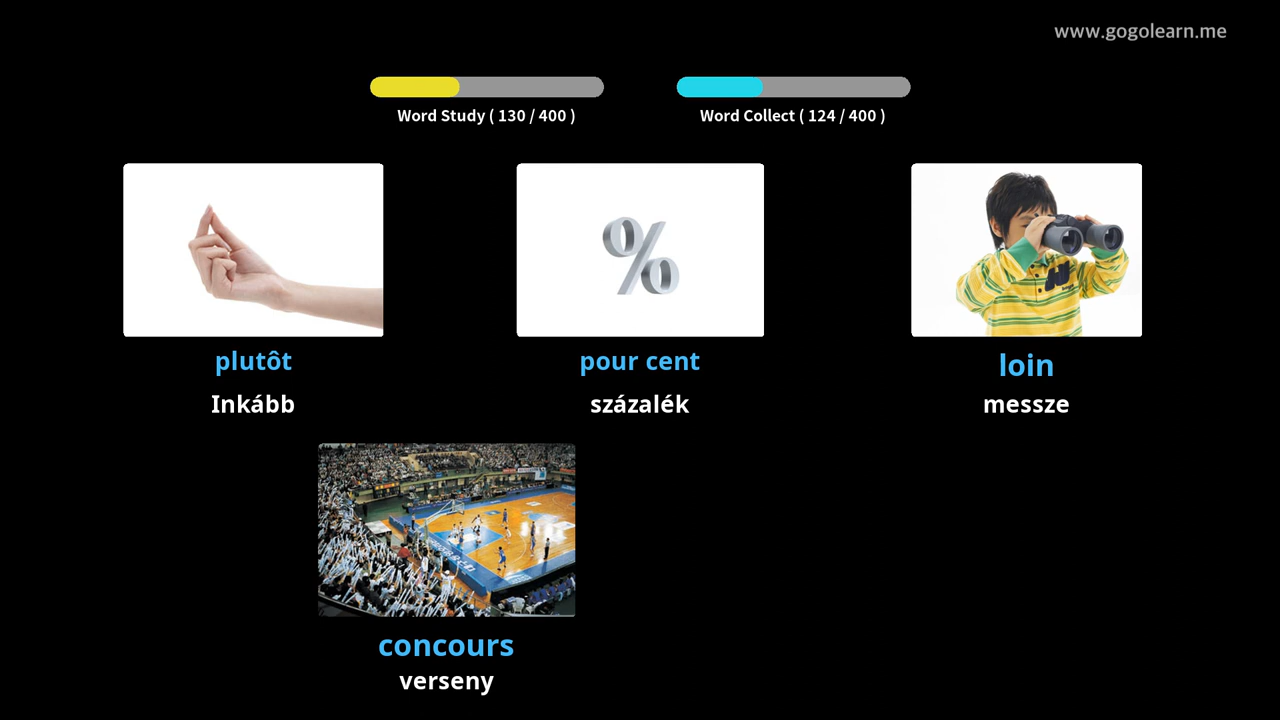 www.gogolearn.me
Word Study ( 130 / 400 )
Word Collect ( 124 / 400 )
plutôt
Inkább
pour cent
százalék
loin
messze
concours
verseny